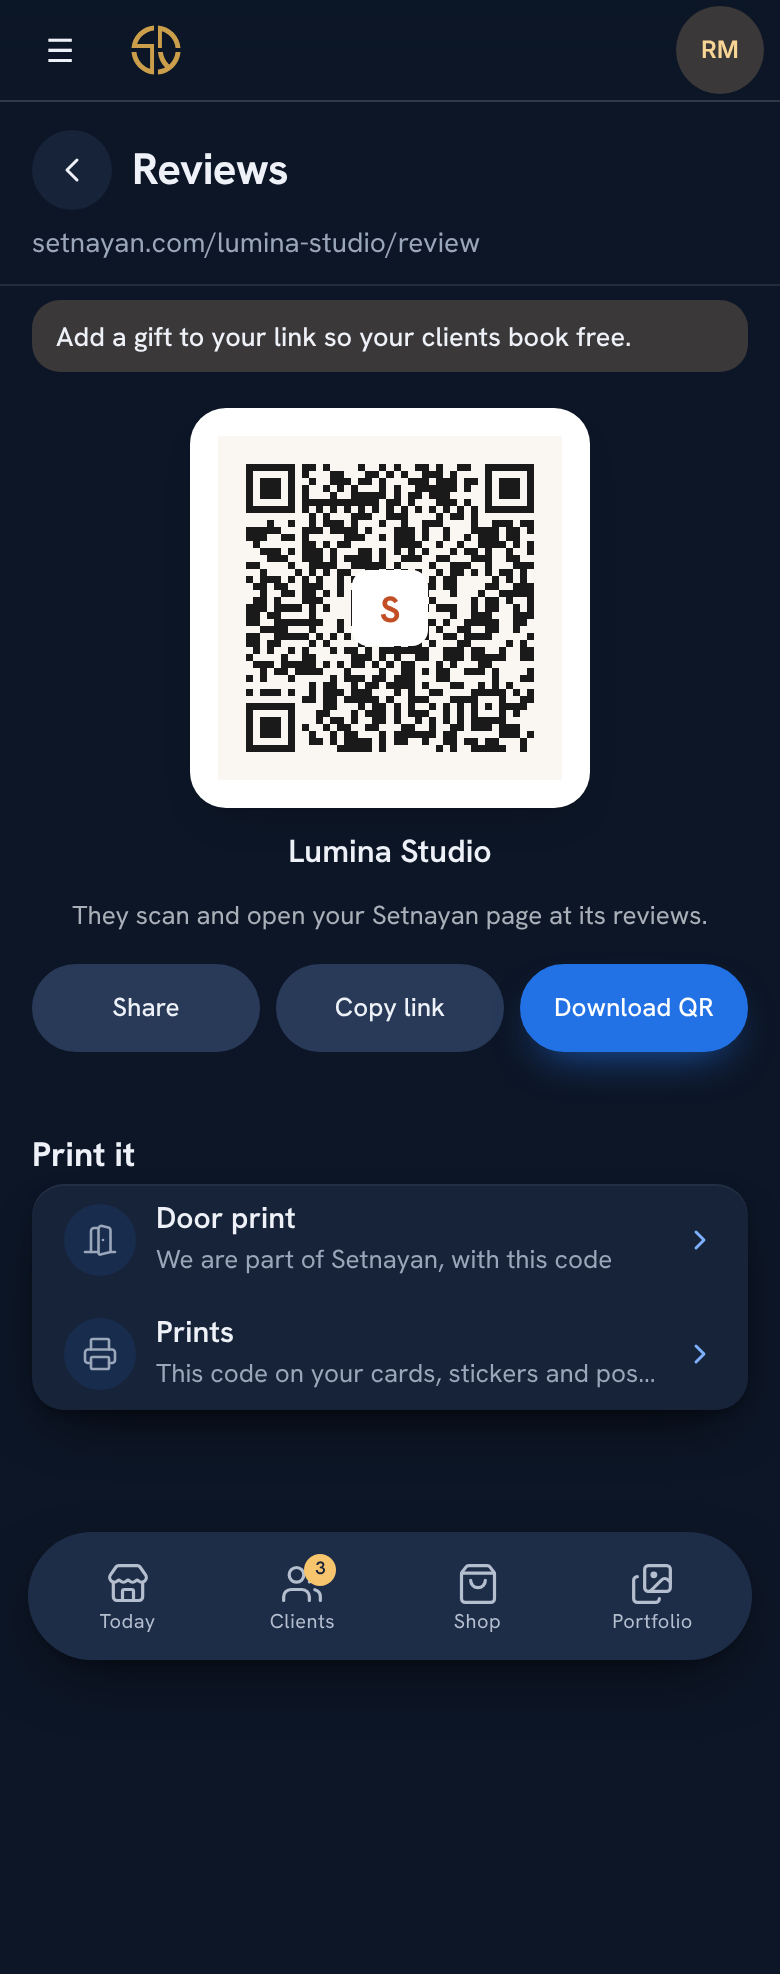 RM
Reviews
setnayan.com/lumina-studio/review
Add a gift to your link so your clients book free.
S
Lumina Studio
They scan and open your Setnayan page at its reviews.
Share
Copy link
Download QR
Print it
Door print
We are part of Setnayan, with this code
Prints
This code on your cards, stickers and pos...
3
Today
Clients
Shop
Portfolio